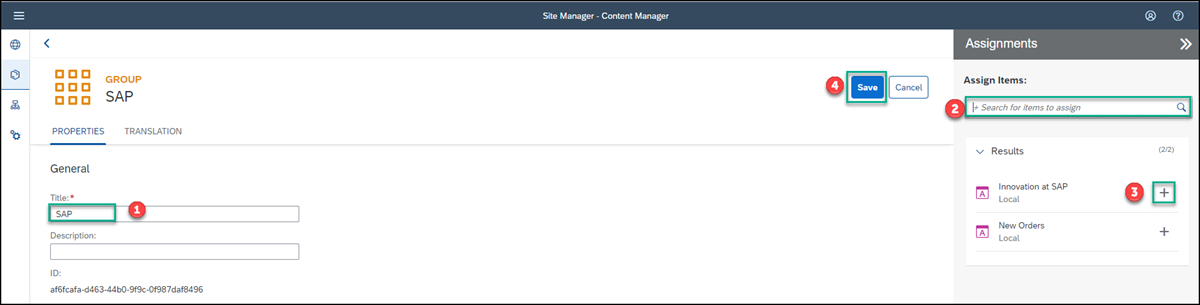 Site Manager - Content Manager
GROUP
SAP
4
Save
Cancel
PROPERTIES
TRANSLATION
General
Title:*
SAP
1
Description:
ID:
af6fcafa-d463-44b0-9f9c-0f987daf8496
Assignments
Assign Items:
2
Search for items to assign
Results
(2/2)
A
Innovation at SAP
Local
3
A
New Orders
Local